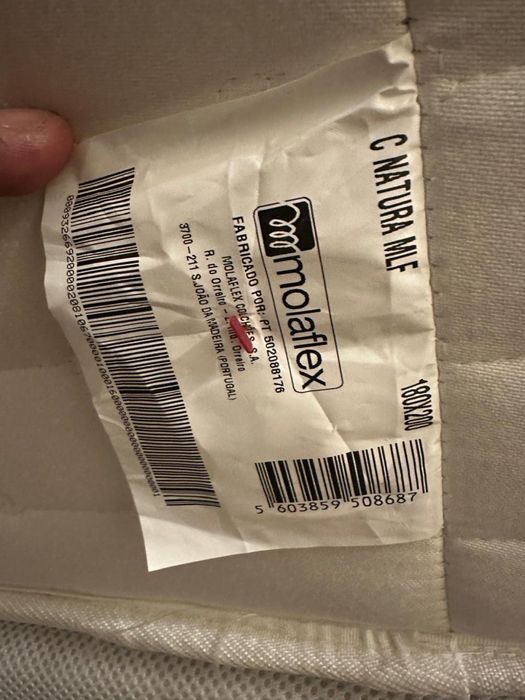 C NATURA MLF
180X200
molaflex
FABRICADO POR: PT 502088176
MOLAFLEX COLCHÕES, S.A.
R. do Orreiro - Orreiro
3700-211 S.JOÃO DA MADEIRA (PORTUGAL)
5 603859 508687